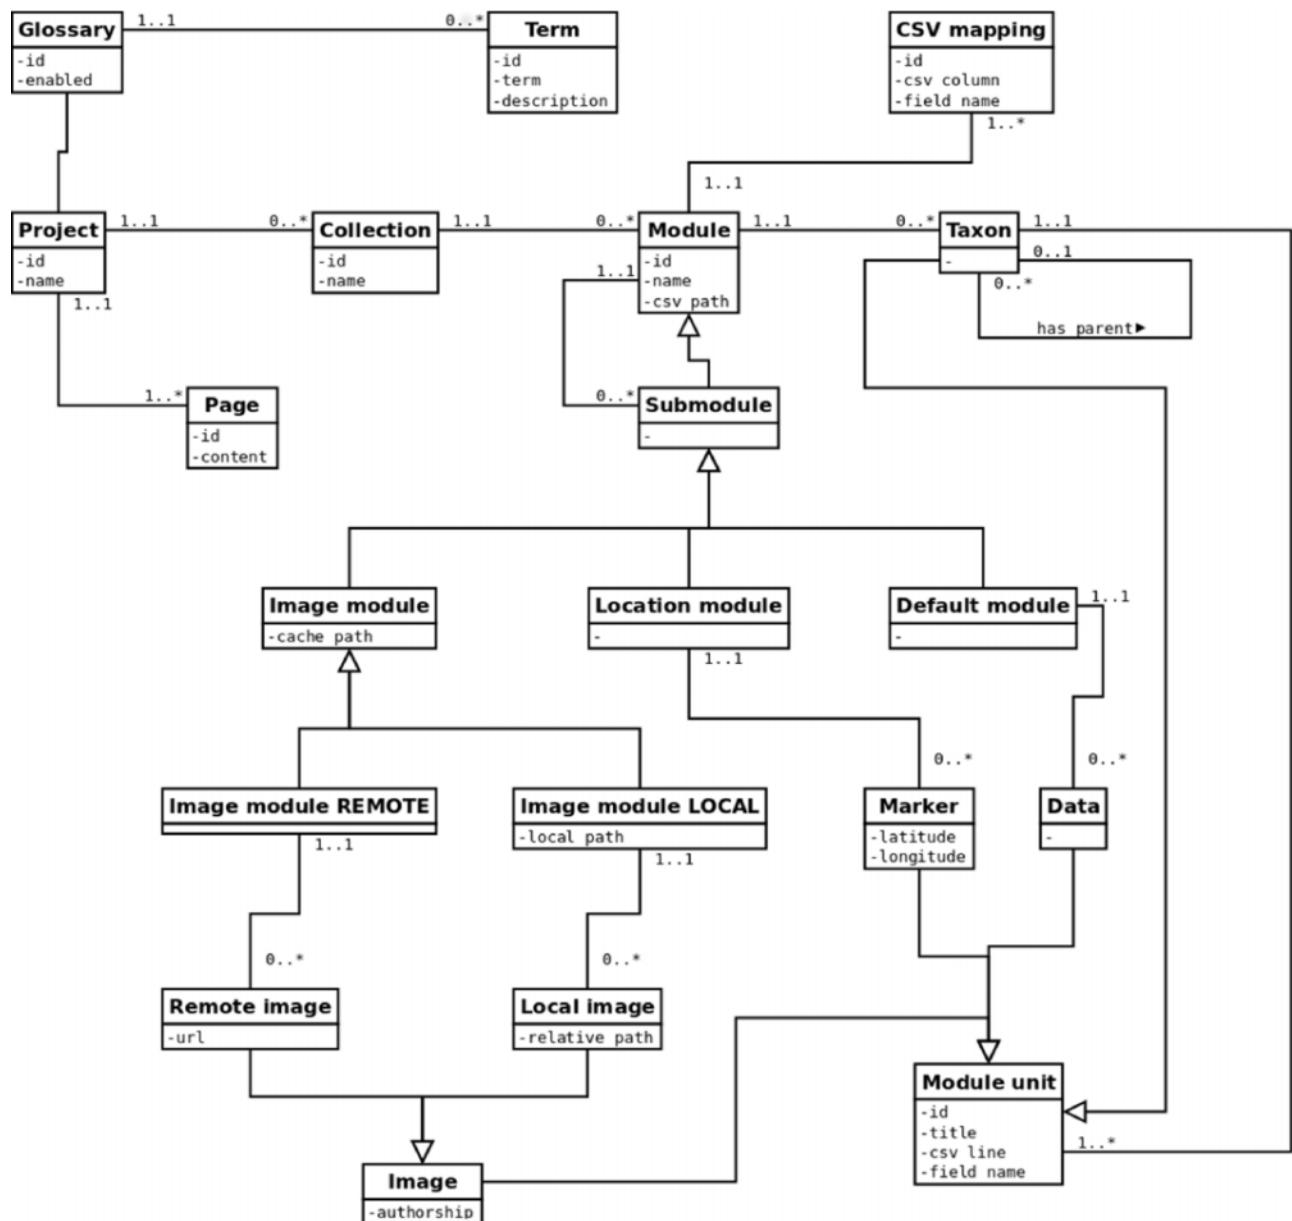 Glossary
-id
-enabled
1..1
0..*
Term
-id
-term
-description
CSV mapping
-id
-csv column
-field name
1..*
1..1
Project
-id
-name
1..1
0..*
1..1
Collection
-id
-name
1..1
0..*
Module
-id
-name
-csv path
1..1
1..1
0..*
Taxon
-
1..1
0..1
0..*
has parent
1..*
Page
-id
-content
0..*
Submodule
-
Image module
-cache path
Location module
-
1..1
Default module
-
1..1
Image module REMOTE
1..1
Image module LOCAL
-local path
1..1
0..*
Marker
-latitude
-longitude
0..*
Data
-
0..*
Remote image
-url
0..*
Local image
-relative path
Module unit
-id
-title
-csv line
-field name
1..*
Image
-authorship